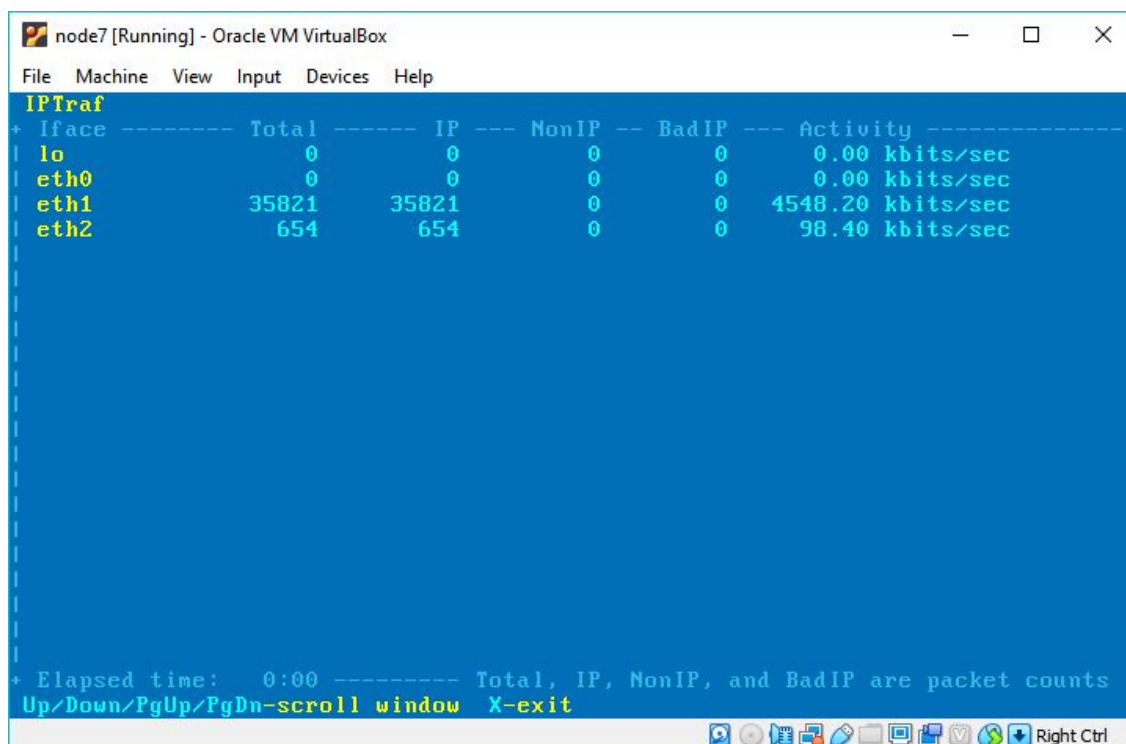 node7 [Running] - Oracle VM VirtualBox
File Machine View Input Devices Help
IPTraf
+ Iface -------- Total ------ IP --- NonIP -- BadIP --- Activity ---------------
| lo 0 0 0 0 0.00 kbits/sec
| eth0 0 0 0 0 0.00 kbits/sec
| eth1 35821 35821 0 0 4548.20 kbits/sec
| eth2 654 654 0 0 98.40 kbits/sec
+ Elapsed time: 0:00 --------- Total, IP, NonIP, and BadIP are packet counts
Up/Down/PgUp/PgDn-scroll window X-exit
Right Ctrl